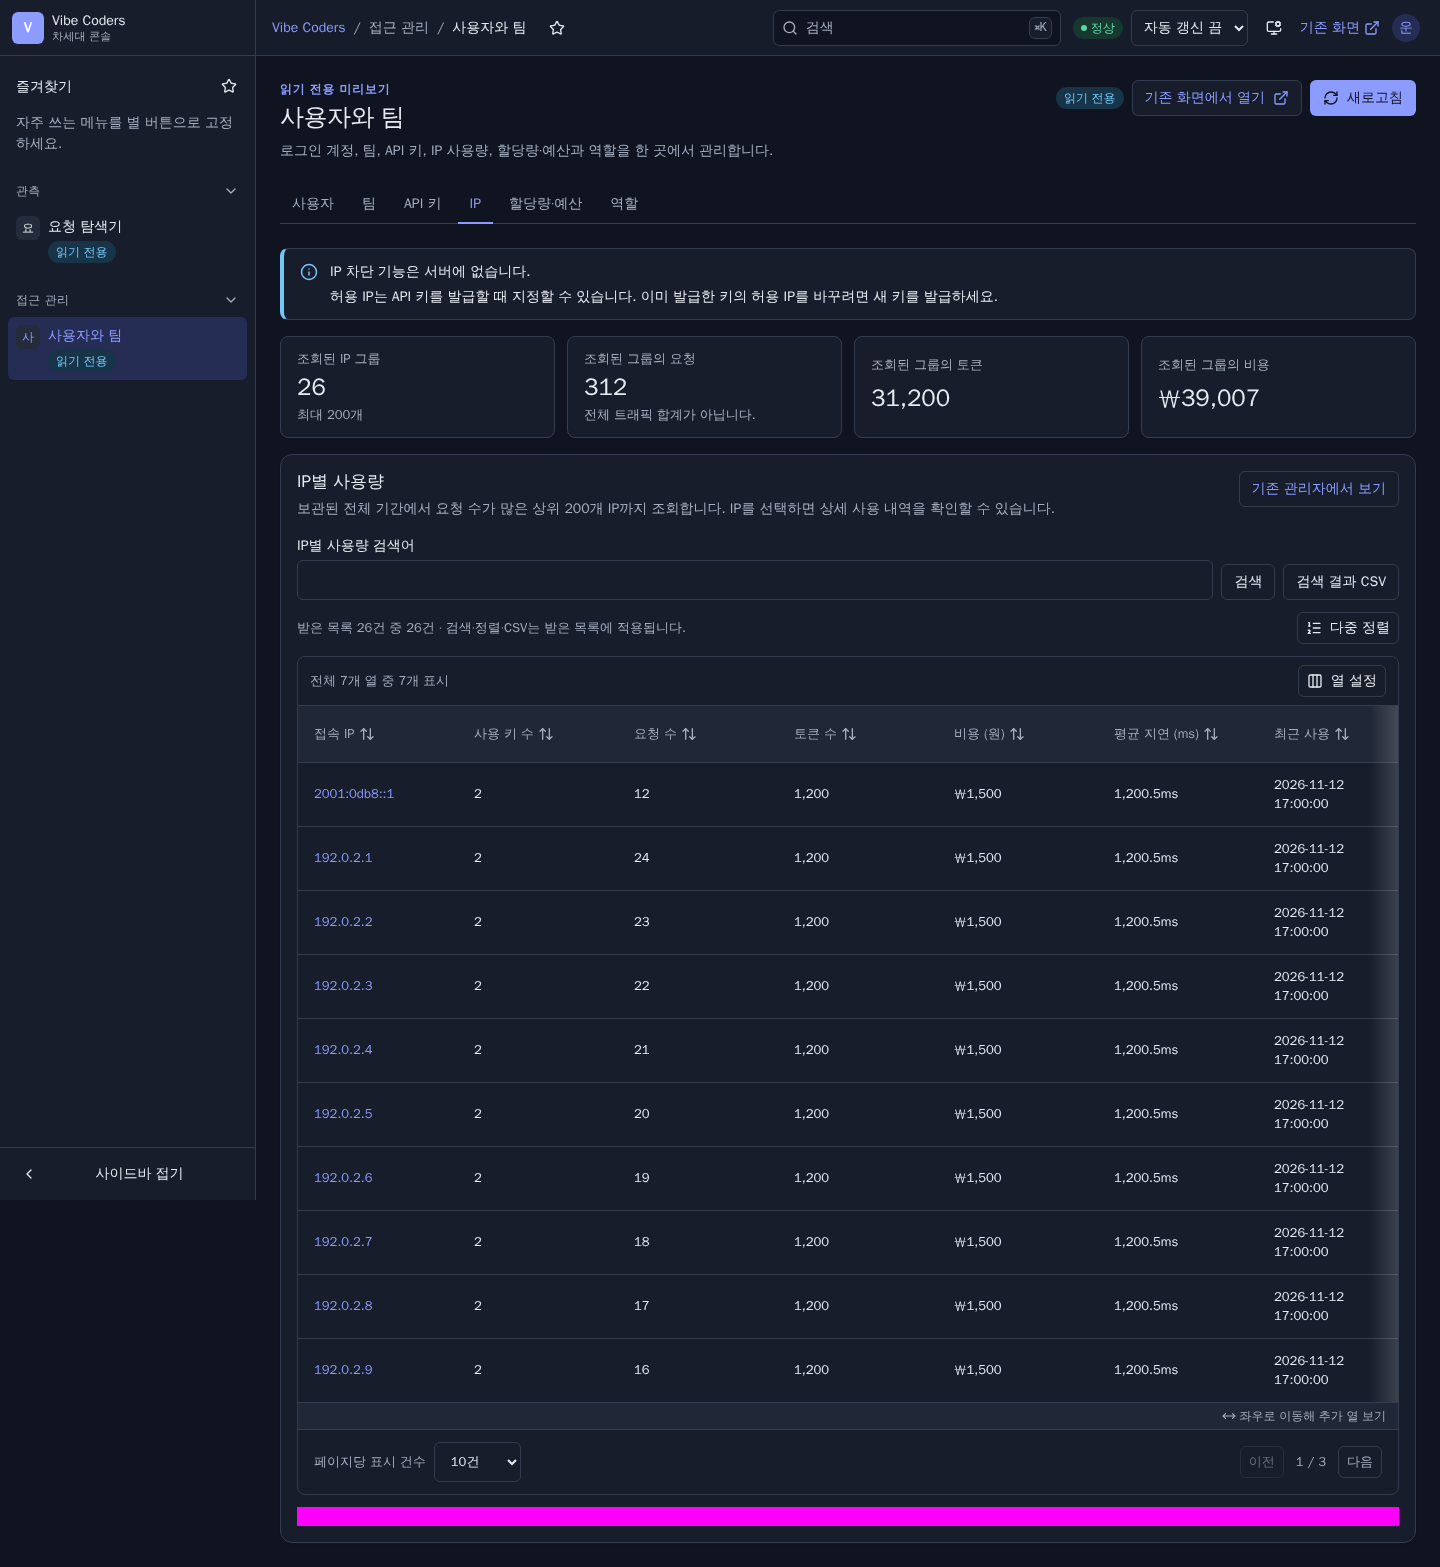 V
Vibe Coders
차세대 콘솔
Vibe Coders / 접근 관리 / 사용자와 팀
검색
⌘K
정상
자동 갱신 끔
기존 화면
운
즐겨찾기
자주 쓰는 메뉴를 별 버튼으로 고정
하세요.
관측
요 요청 탐색기
읽기 전용
접근 관리
사 사용자와 팀
읽기 전용
사이드바 접기
읽기 전용 미리보기
사용자와 팀
로그인 계정, 팀, API 키, IP 사용량, 할당량·예산과 역할을 한 곳에서 관리합니다.
읽기 전용
기존 화면에서 열기
새로고침
사용자 팀 API 키 IP 할당량·예산 역할
IP 차단 기능은 서버에 없습니다.
허용 IP는 API 키를 발급할 때 지정할 수 있습니다. 이미 발급한 키의 허용 IP를 바꾸려면 새 키를 발급하세요.
조회된 IP 그룹
26
최대 200개
조회된 그룹의 요청
312
전체 트래픽 합계가 아닙니다.
조회된 그룹의 토큰
31,200
조회된 그룹의 비용
₩39,007
IP별 사용량
보관된 전체 기간에서 요청 수가 많은 상위 200개 IP까지 조회합니다. IP를 선택하면 상세 사용 내역을 확인할 수 있습니다.
기존 관리자에서 보기
IP별 사용량 검색어
검색
검색 결과 CSV
받은 목록 26건 중 26건 · 검색·정렬·CSV는 받은 목록에 적용됩니다.
다중 정렬
전체 7개 열 중 7개 표시
열 설정
접속 IP 사용 키 수 요청 수 토큰 수 비용 (원) 평균 지연 (ms) 최근 사용
2001:0db8::1 2 12 1,200 ₩1,500 1,200.5ms 2026-11-12 17:00:00
192.0.2.1 2 24 1,200 ₩1,500 1,200.5ms 2026-11-12 17:00:00
192.0.2.2 2 23 1,200 ₩1,500 1,200.5ms 2026-11-12 17:00:00
192.0.2.3 2 22 1,200 ₩1,500 1,200.5ms 2026-11-12 17:00:00
192.0.2.4 2 21 1,200 ₩1,500 1,200.5ms 2026-11-12 17:00:00
192.0.2.5 2 20 1,200 ₩1,500 1,200.5ms 2026-11-12 17:00:00
192.0.2.6 2 19 1,200 ₩1,500 1,200.5ms 2026-11-12 17:00:00
192.0.2.7 2 18 1,200 ₩1,500 1,200.5ms 2026-11-12 17:00:00
192.0.2.8 2 17 1,200 ₩1,500 1,200.5ms 2026-11-12 17:00:00
192.0.2.9 2 16 1,200 ₩1,500 1,200.5ms 2026-11-12 17:00:00
좌우로 이동해 추가 열 보기
페이지당 표시 건수 10건
이전 1 / 3 다음